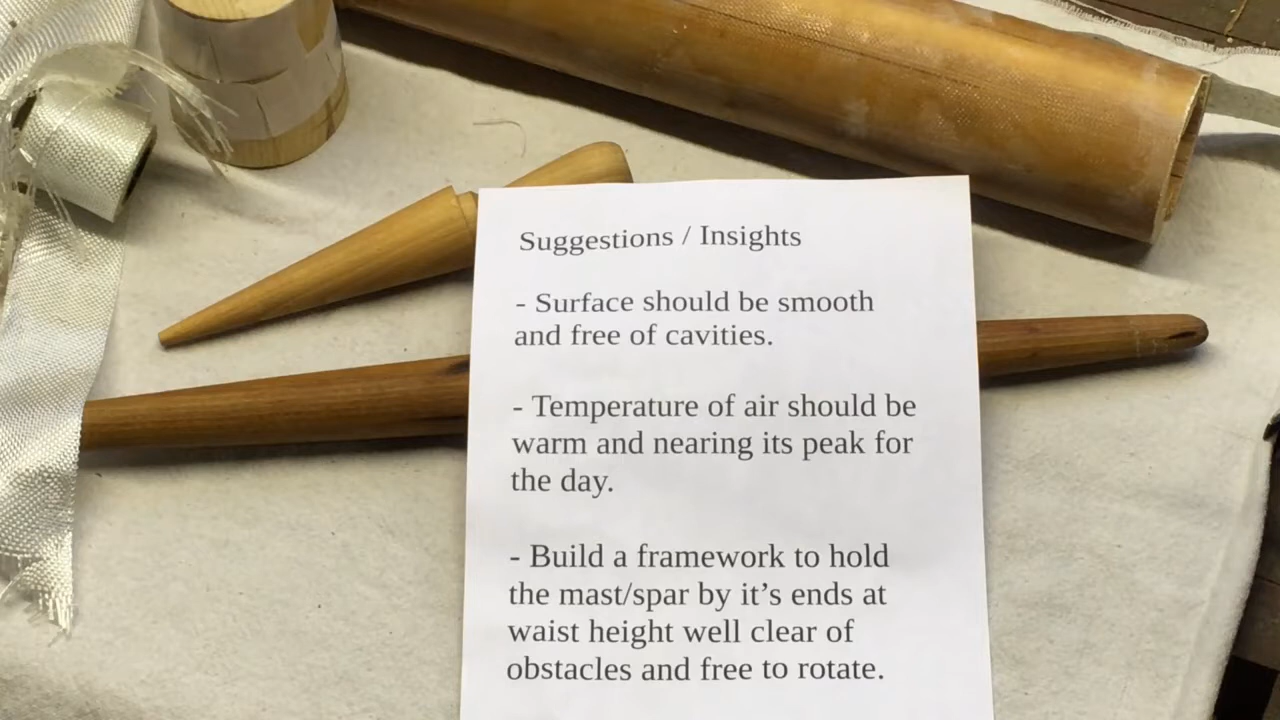 Suggestions / Insights
- Surface should be smooth
and free of cavities.
- Temperature of air should be
warm and nearing its peak for
the day.
- Build a framework to hold
the mast/spar by it’s ends at
waist height well clear of
obstacles and free to rotate.